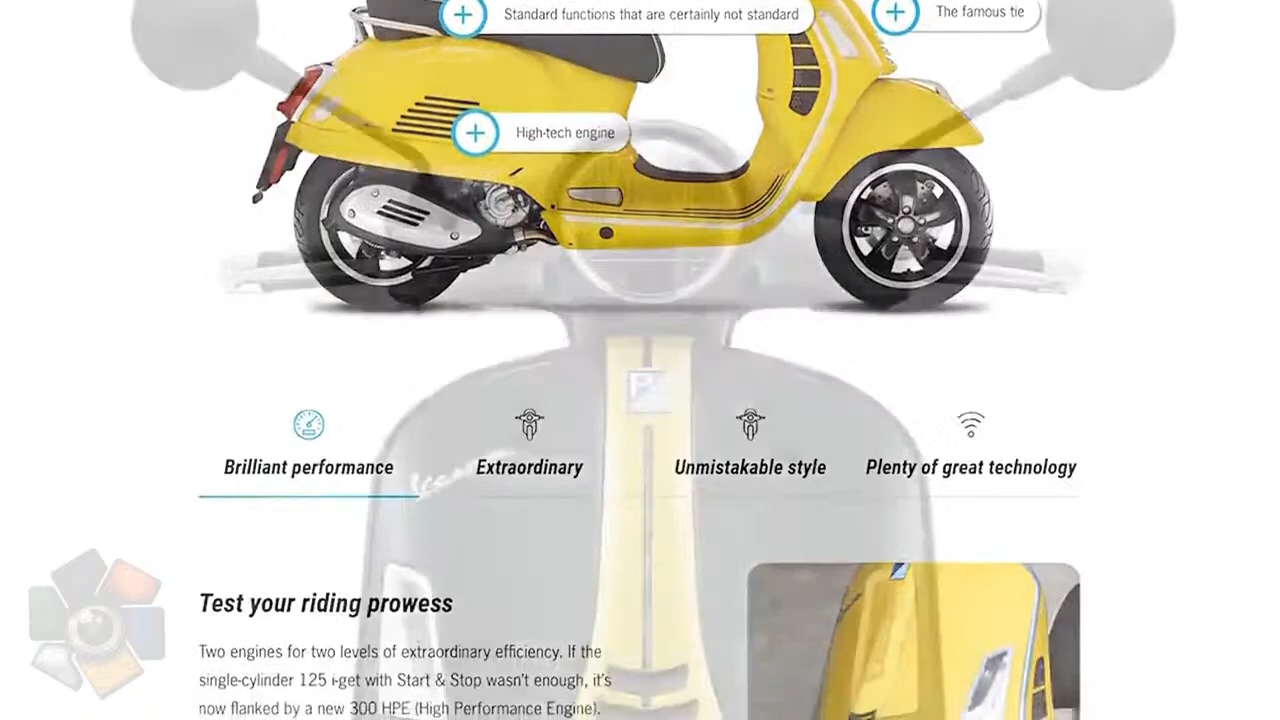 Standard functions that are certainly not standard
The famous tie
High-tech engine
Brilliant performance
Extraordinary
Unmistakable style
Plenty of great technology
Test your riding prowess
Two engines for two levels of extraordinary efficiency. If the
single-cylinder 125 i-get with Start & Stop wasn't enough, it's
now flanked by a new 300 HPE (High Performance Engine).